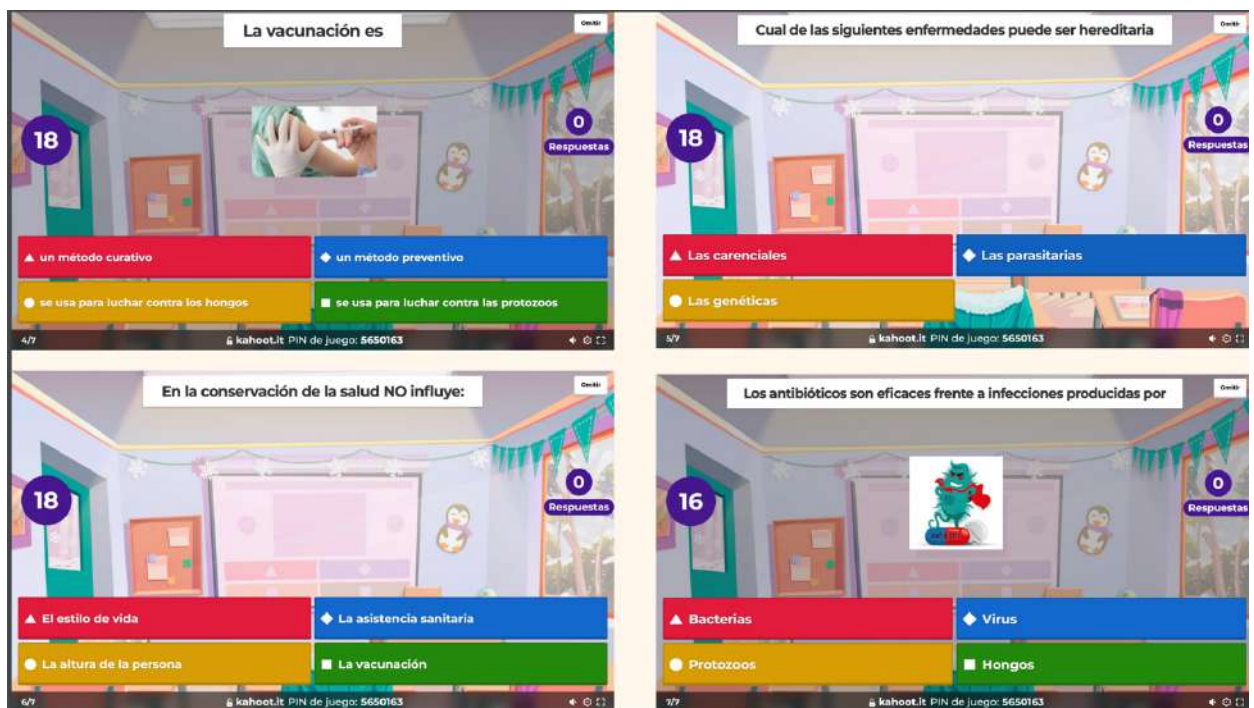 La vacunación es
Omitir
18
0
Respuestas
▲ un método curativo
◆ un método preventivo
● se usa para luchar contra los hongos
■ se usa para luchar contra las protozoos
4/7
kahoot.it PIN de juego: 5650163
Cual de las siguientes enfermedades puede ser hereditaria
Omitir
18
0
Respuestas
▲ Las carenciales
◆ Las parasitarias
● Las genéticas
5/7
kahoot.it PIN de juego: 5650163
En la conservación de la salud NO influye:
Omitir
18
0
Respuestas
▲ El estilo de vida
◆ La asistencia sanitaria
● La altura de la persona
■ La vacunación
6/7
kahoot.it PIN de juego: 5650163
Los antibióticos son eficaces frente a infecciones producidas por
Omitir
16
0
Respuestas
▲ Bacterias
◆ Virus
● Protozoos
■ Hongos
7/7
kahoot.it PIN de juego: 5650163